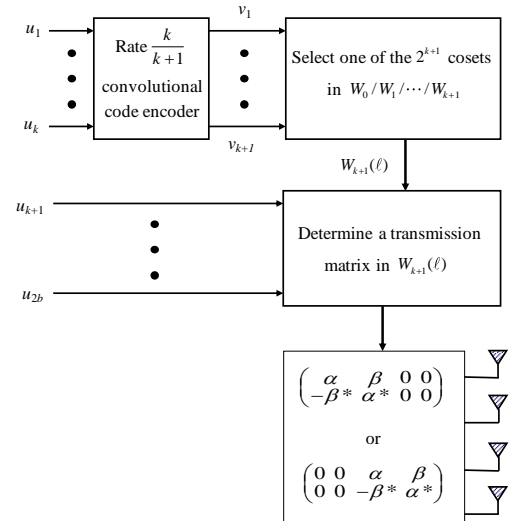 u₁
Rate k/(k+1)
convolutional
code encoder
v₁
Select one of the 2ᵏ⁺¹ cosets
in W₀/W₁/⋯/Wₖ₊₁
uₖ
vₖ₊₁
Wₖ₊₁(ℓ)
uₖ₊₁
Determine a transmission
matrix in Wₖ₊₁(ℓ)
u₂b
α β 0 0
−β* α* 0 0
or
0 0 α β
0 0 −β* α*